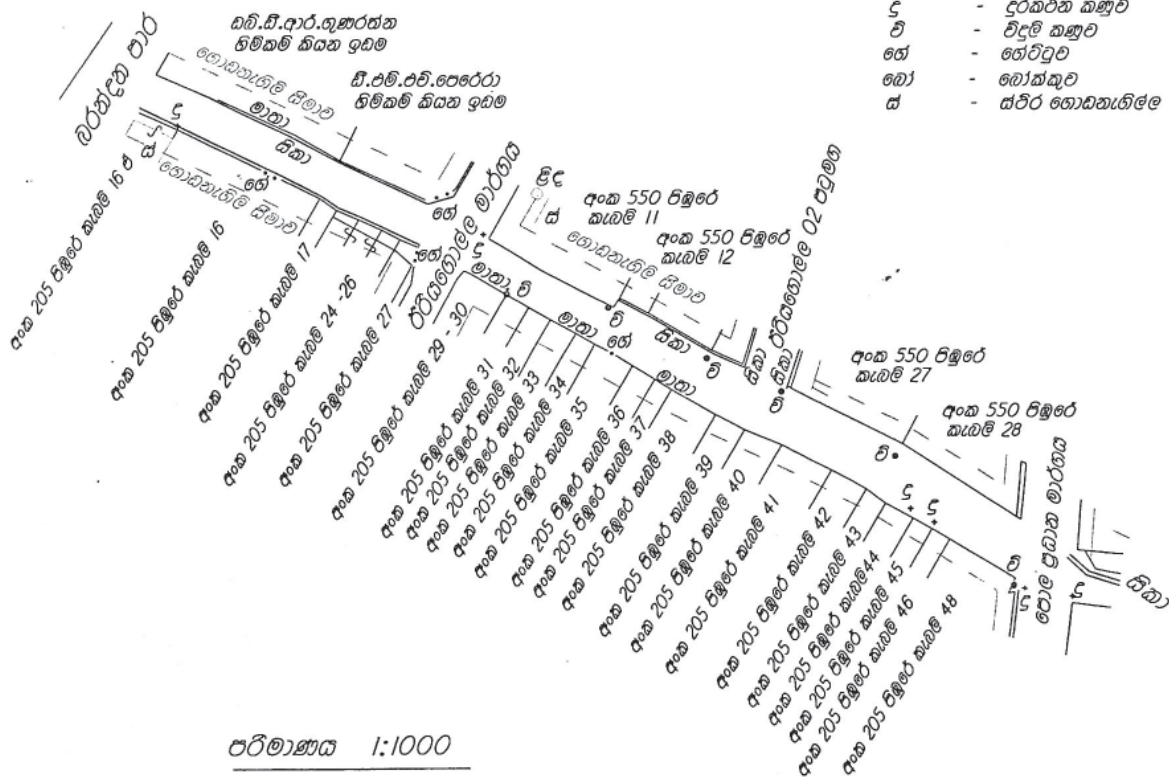 දු - දුරකථන කණුව
වි - විදුලි කණුව
ගේ - ගේට්ටුව
බෝ - බෝක්කුව
ස් - ස්ථිර ගොඩනැගිල්ල
ඩබ්.ඩී.ආර්.ගුණරත්න
හිමිකම් කියන ඉඩම
ඩී.එම්.එච්.පෙරේරා
හිමිකම් කියන ඉඩම
බරන්දන පාර
ගොඩනැගිලි සීමාව
මාතා
සිකා
දු
ස්
ගේ
ගොඩනැගිලි සීමාව
ගේ
ගේ
ඊරියගොල්ල මාර්ගය
ළිඳ
ස්
අංක 550 පිඹුරේ
කැබලි 11
අංක 550 පිඹුරේ
කැබලි 12
ගොඩනැගිලි සීමාව
දු
මාතා
වි
වි
මාතා
සිකා
වි
ගේ
මාතා
සිකා
සිකා
වි
ඊරියගොල්ල 02 පටුමග
අංක 550 පිඹුරේ
කැබලි 27
අංක 550 පිඹුරේ
කැබලි 28
වි
දු
දු
වි
දු
දු
පොල ප්‍රධාන මාර්ගය
සිකා
අංක 205 පිඹුරේ කැබලි 16 ඒ
අංක 205 පිඹුරේ කැබලි 16
අංක 205 පිඹුරේ කැබලි 17
අංක 205 පිඹුරේ කැබලි 24 -26
අංක 205 පිඹුරේ කැබලි 27
අංක 205 පිඹුරේ කැබලි 29 - 30
අංක 205 පිඹුරේ කැබලි 31
අංක 205 පිඹුරේ කැබලි 32
අංක 205 පිඹුරේ කැබලි 33
අංක 205 පිඹුරේ කැබලි 34
අංක 205 පිඹුරේ කැබලි 35
අංක 205 පිඹුරේ කැබලි 36
අංක 205 පිඹුරේ කැබලි 37
අංක 205 පිඹුරේ කැබලි 38
අංක 205 පිඹුරේ කැබලි 39
අංක 205 පිඹුරේ කැබලි 40
අංක 205 පිඹුරේ කැබලි 41
අංක 205 පිඹුරේ කැබලි 42
අංක 205 පිඹුරේ කැබලි 43
අංක 205 පිඹුරේ කැබලි 44
අංක 205 පිඹුරේ කැබලි 45
අංක 205 පිඹුරේ කැබලි 46
අංක 205 පිඹුරේ කැබලි 48
පරිමාණය 1:1000